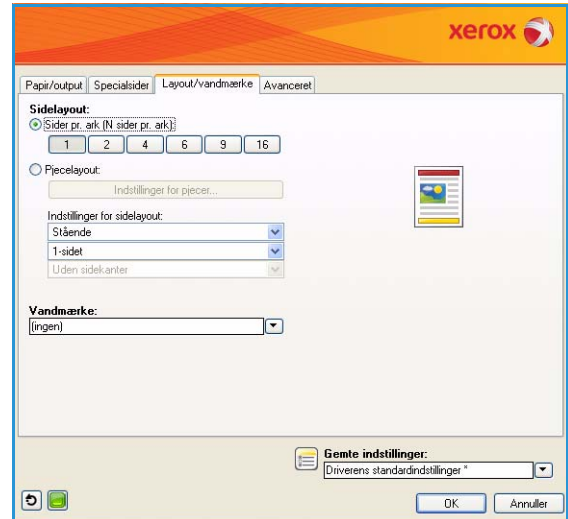 xerox
Papir/output Specialsider Layout/vandmærke Avanceret
Sidelayout:
Sider pr. ark (N sider pr. ark):
1 2 4 6 9 16
Pjecelayout:
Indstillinger for pjecer...
Indstillinger for sidelayout:
Stående
1-sidet
Uden sidekanter
Vandmærke:
(ingen)
Gemte indstillinger:
Driverens standardindstillinger *
OK Annuller